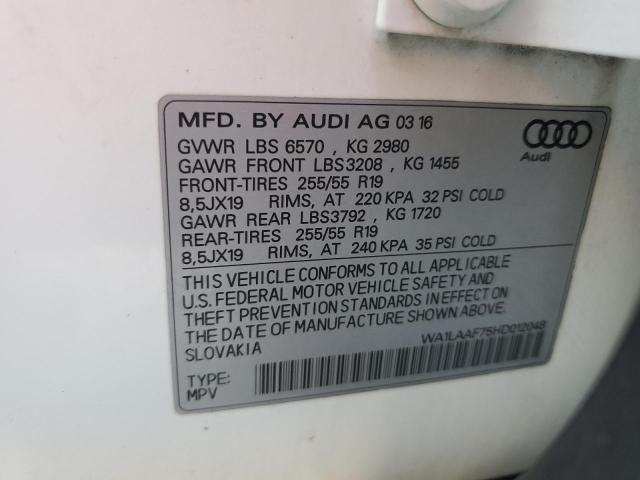 MFD. BY AUDI AG 03 16
GVWR LBS 6570 , KG 2980
GAWR FRONT LBS3208 , KG 1455
FRONT-TIRES 255/55 R19
8,5JX19 RIMS, AT 220 KPA 32 PSI COLD
GAWR REAR LBS3792 , KG 1720
REAR-TIRES 255/55 R19
8,5JX19 RIMS, AT 240 KPA 35 PSI COLD
THIS VEHICLE CONFORMS TO ALL APPLICABLE
U.S. FEDERAL MOTOR VEHICLE SAFETY AND
THEFT PREVENTION STANDARDS IN EFFECT ON
THE DATE OF MANUFACTURE SHOWN ABOVE.
SLOVAKIA
WA1LAAF75HD012048
TYPE:
MPV
Audi